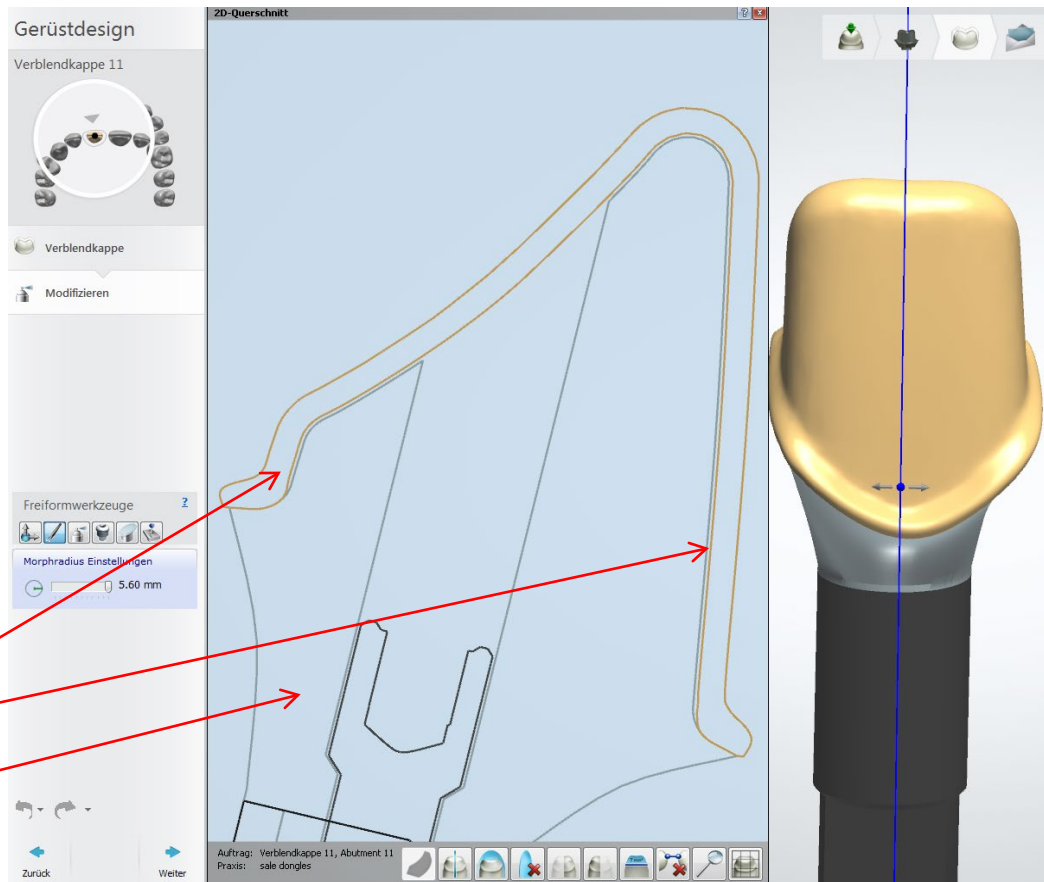 Gerüstdesign
Verblendkappe 11
Verblendkappe
Modifizieren
Freiformwerkzeuge
?
Morphradius Einstellungen
5.60 mm
Zurück
Weiter
2D-Querschnitt
?
Auftrag: Verblendkappe 11, Abutment 11
Praxis: sale dongles